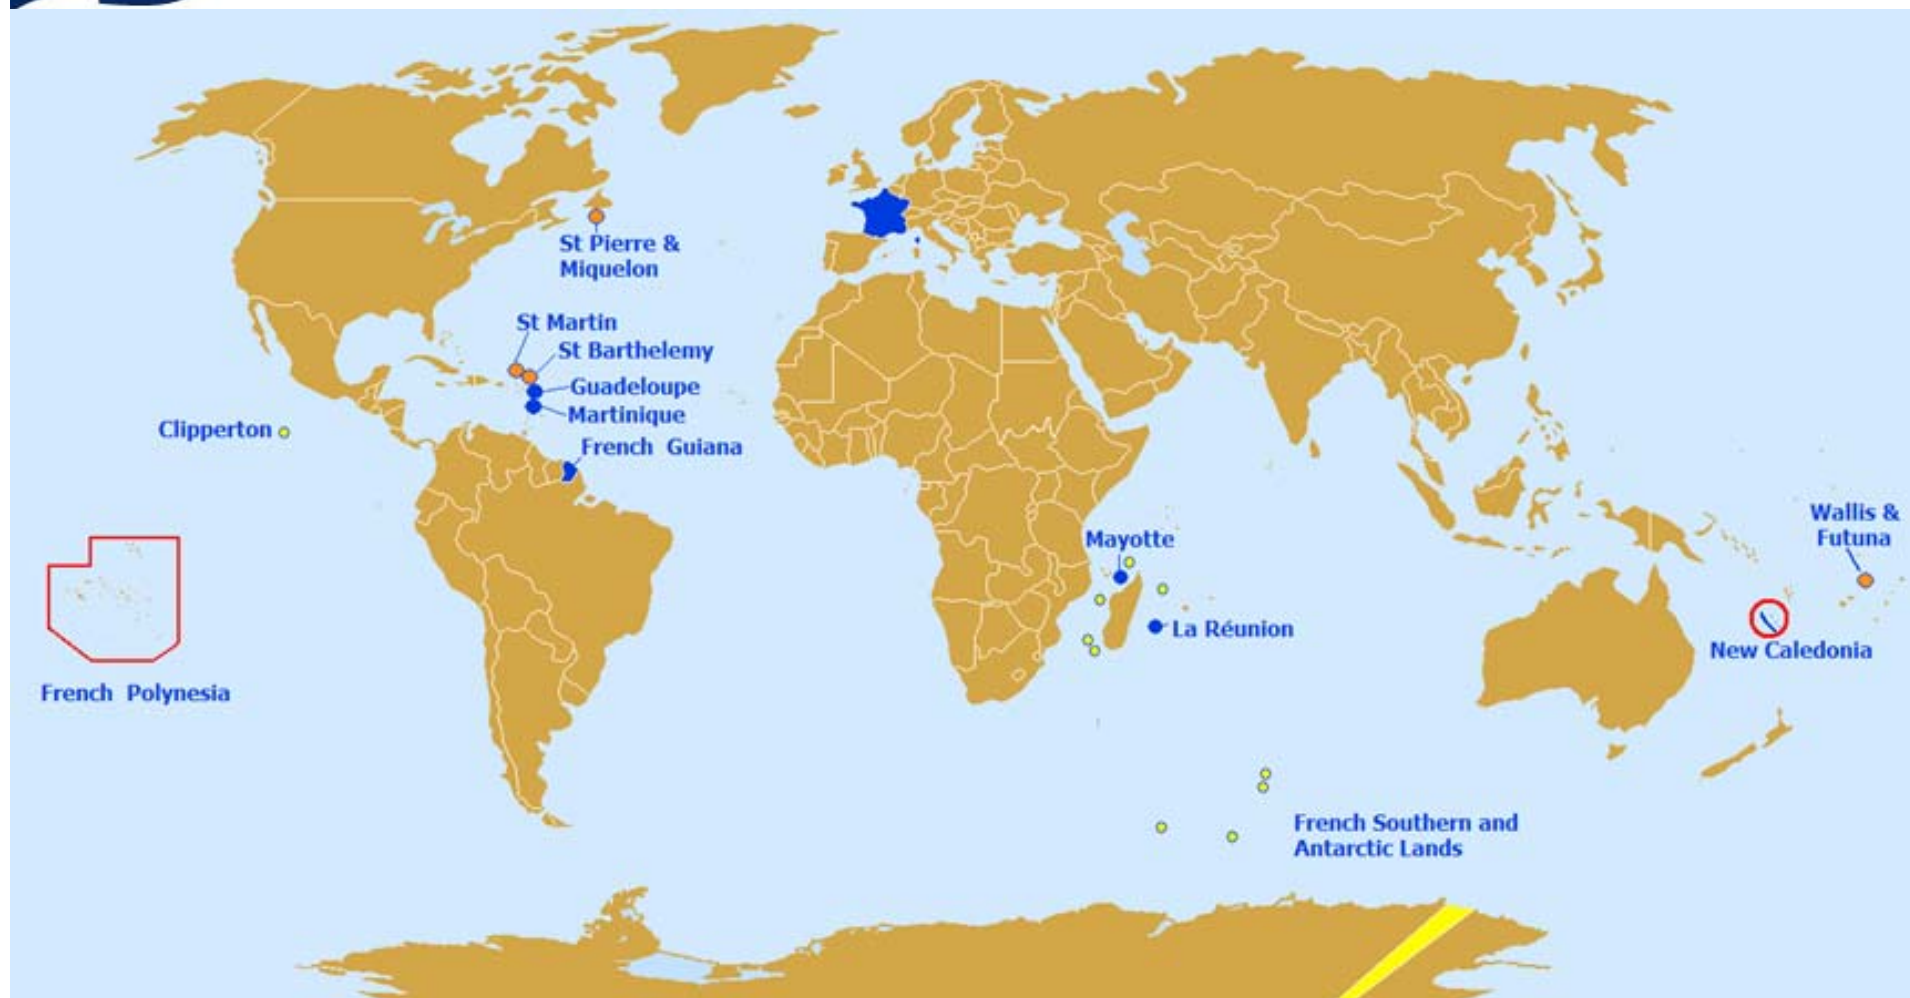 St Pierre &
Miquelon
St Martin
St Barthelemy
Guadeloupe
Martinique
Clipperton
French Guiana
Wallis &
Futuna
Mayotte
La Réunion
New Caledonia
French Polynesia
French Southern and
Antarctic Lands